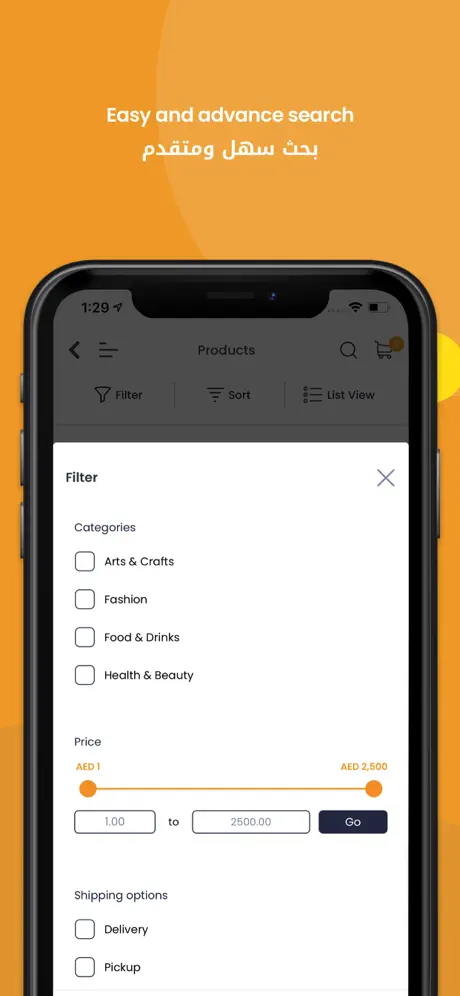 Easy and advance search
بحث سهل ومتقدم
1:29
Products
Filter
Sort
List View
Filter
Categories
Arts & Crafts
Fashion
Food & Drinks
Health & Beauty
Price
AED 1
AED 2,500
1.00
to
2500.00
Go
Shipping options
Delivery
Pickup